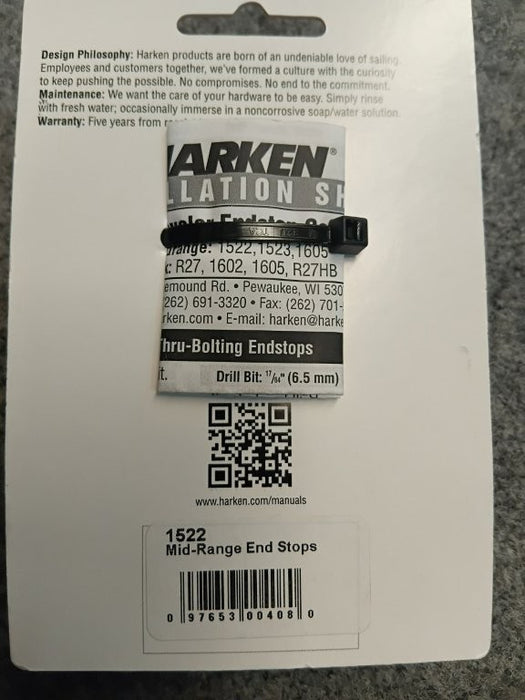 Design Philosophy: Harken products are born of an undeniable love of sailing.
Employees and customers together, we've formed a culture with the curiosity
to keep pushing the possible. No compromises. No end to the commitment.
Maintenance: We want the care of your hardware to be easy. Simply rinse
with fresh water; occasionally immerse in a noncorrosive soap/water solution.
Warranty: Five years from
HARKEN®
LLATION SH
Range: 1522,1523,1605
: R27, 1602, 1605, R27HB
emound Rd. • Pewaukee, WI 530
262) 691-3320 • Fax: (262) 701-
rken.com • E-mail: harken@harke
hru-Bolting Endstops
it. Drill Bit: 17/64" (6.5 mm)
www.harken.com/manuals
1522
Mid-Range End Stops
0 97653 00408 0